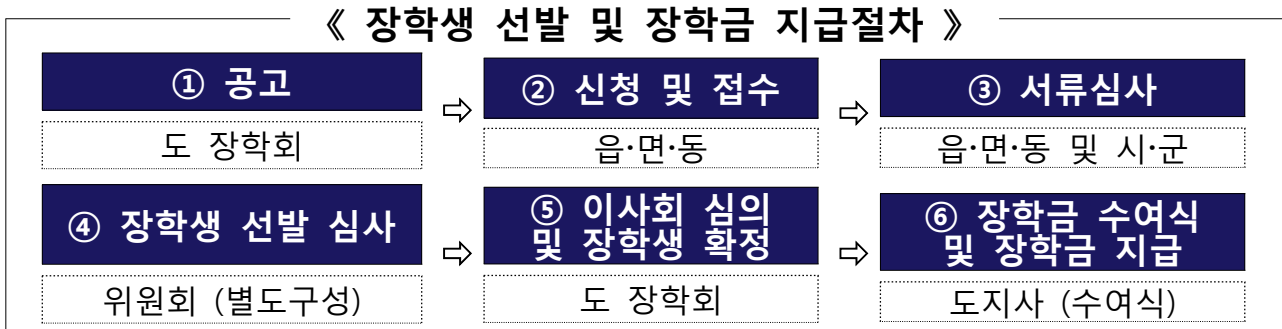 《 장학생 선발 및 장학금 지급절차 》
① 공고
⇨
② 신청 및 접수
⇨
③ 서류심사
도 장학회
읍·면·동
읍·면·동 및 시·군
④ 장학생 선발 심사
⇨
⑤ 이사회 심의
및 장학생 확정
⇨
⑥ 장학금 수여식
및 장학금 지급
위원회 (별도구성)
도 장학회
도지사 (수여식)